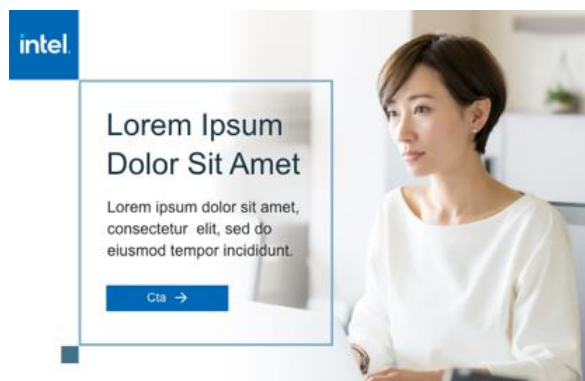 intel.
Lorem Ipsum
Dolor Sit Amet
Lorem ipsum dolor sit amet,
consectetur elit, sed do
eiusmod tempor incididunt.
Cta →